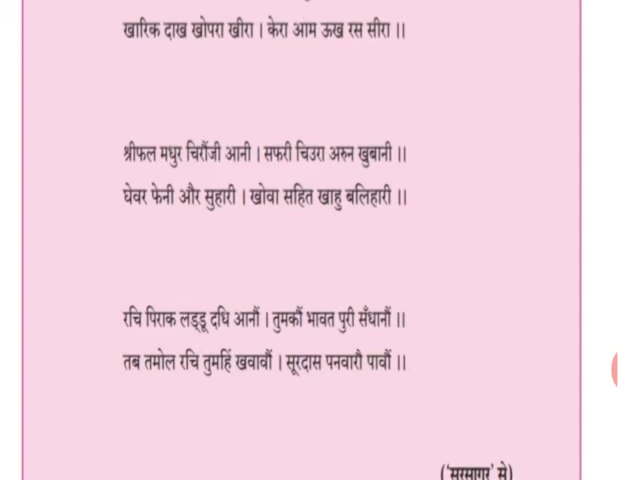 खारिक दाख खोपरा खीरा । केरा आम ऊख रस सीरा ।।
श्रीफल मधुर चिरौंजी आनी । सफरी चिउरा अरुन खुबानी ।।
घेवर फेनी और सुहारी । खोवा सहित खाहु बलिहारी ।।
रचि पिराक लड्डू दधि आनौं । तुमकौं भावत पुरी सँधानौं ।।
तब तमोल रचि तुमहिं खवावौं । सूरदास पनवारौ पावौं ।।
('सूरसागर' से)